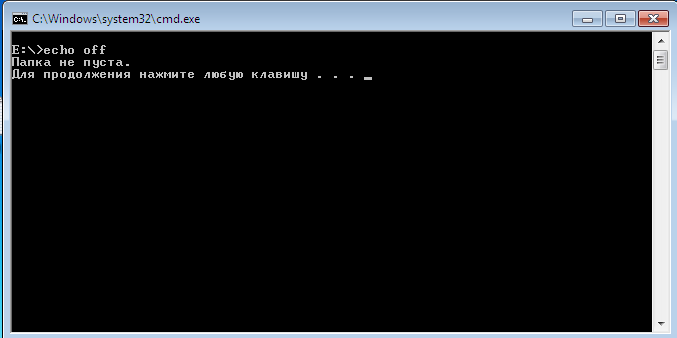 C:\Windows\system32\cmd.exe
E:\>echo off
Папка не пуста.
Для продолжения нажмите любую клавишу . . . _